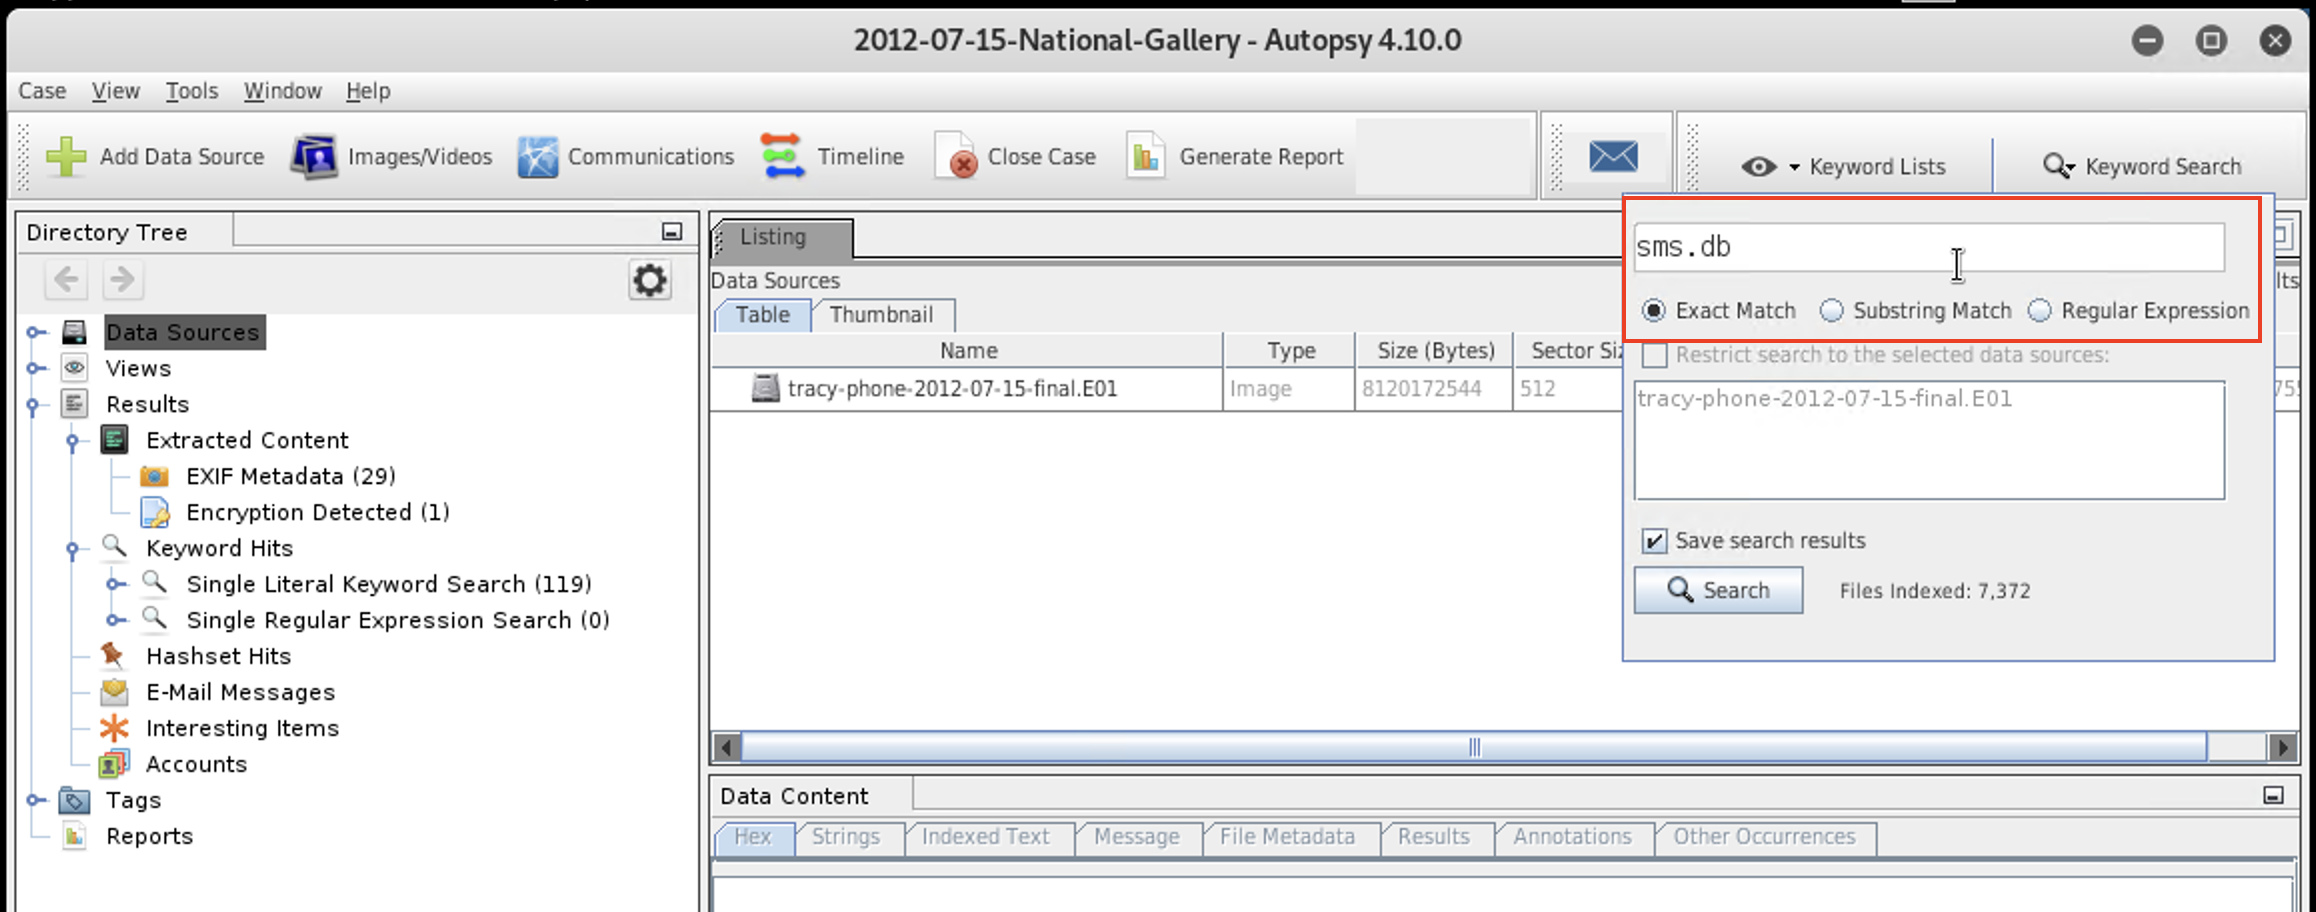 2012-07-15-National-Gallery - Autopsy 4.10.0
Case View Tools Window Help
Add Data Source Images/Videos Communications Timeline Close Case Generate Report Keyword Lists Keyword Search
Directory Tree
Listing
sms.db
Data Sources
Table Thumbnail
Exact Match Substring Match Regular Expression
Name Type Size (Bytes) Sector Siz
Restrict search to the selected data sources:
tracy-phone-2012-07-15-final.E01 Image 8120172544 512
tracy-phone-2012-07-15-final.E01
Save search results
Search Files Indexed: 7,372
Data Sources
Views
Results
Extracted Content
EXIF Metadata (29)
Encryption Detected (1)
Keyword Hits
Single Literal Keyword Search (119)
Single Regular Expression Search (0)
Hashset Hits
E-Mail Messages
Interesting Items
Accounts
Tags
Reports
Data Content
Hex Strings Indexed Text Message File Metadata Results Annotations Other Occurrences